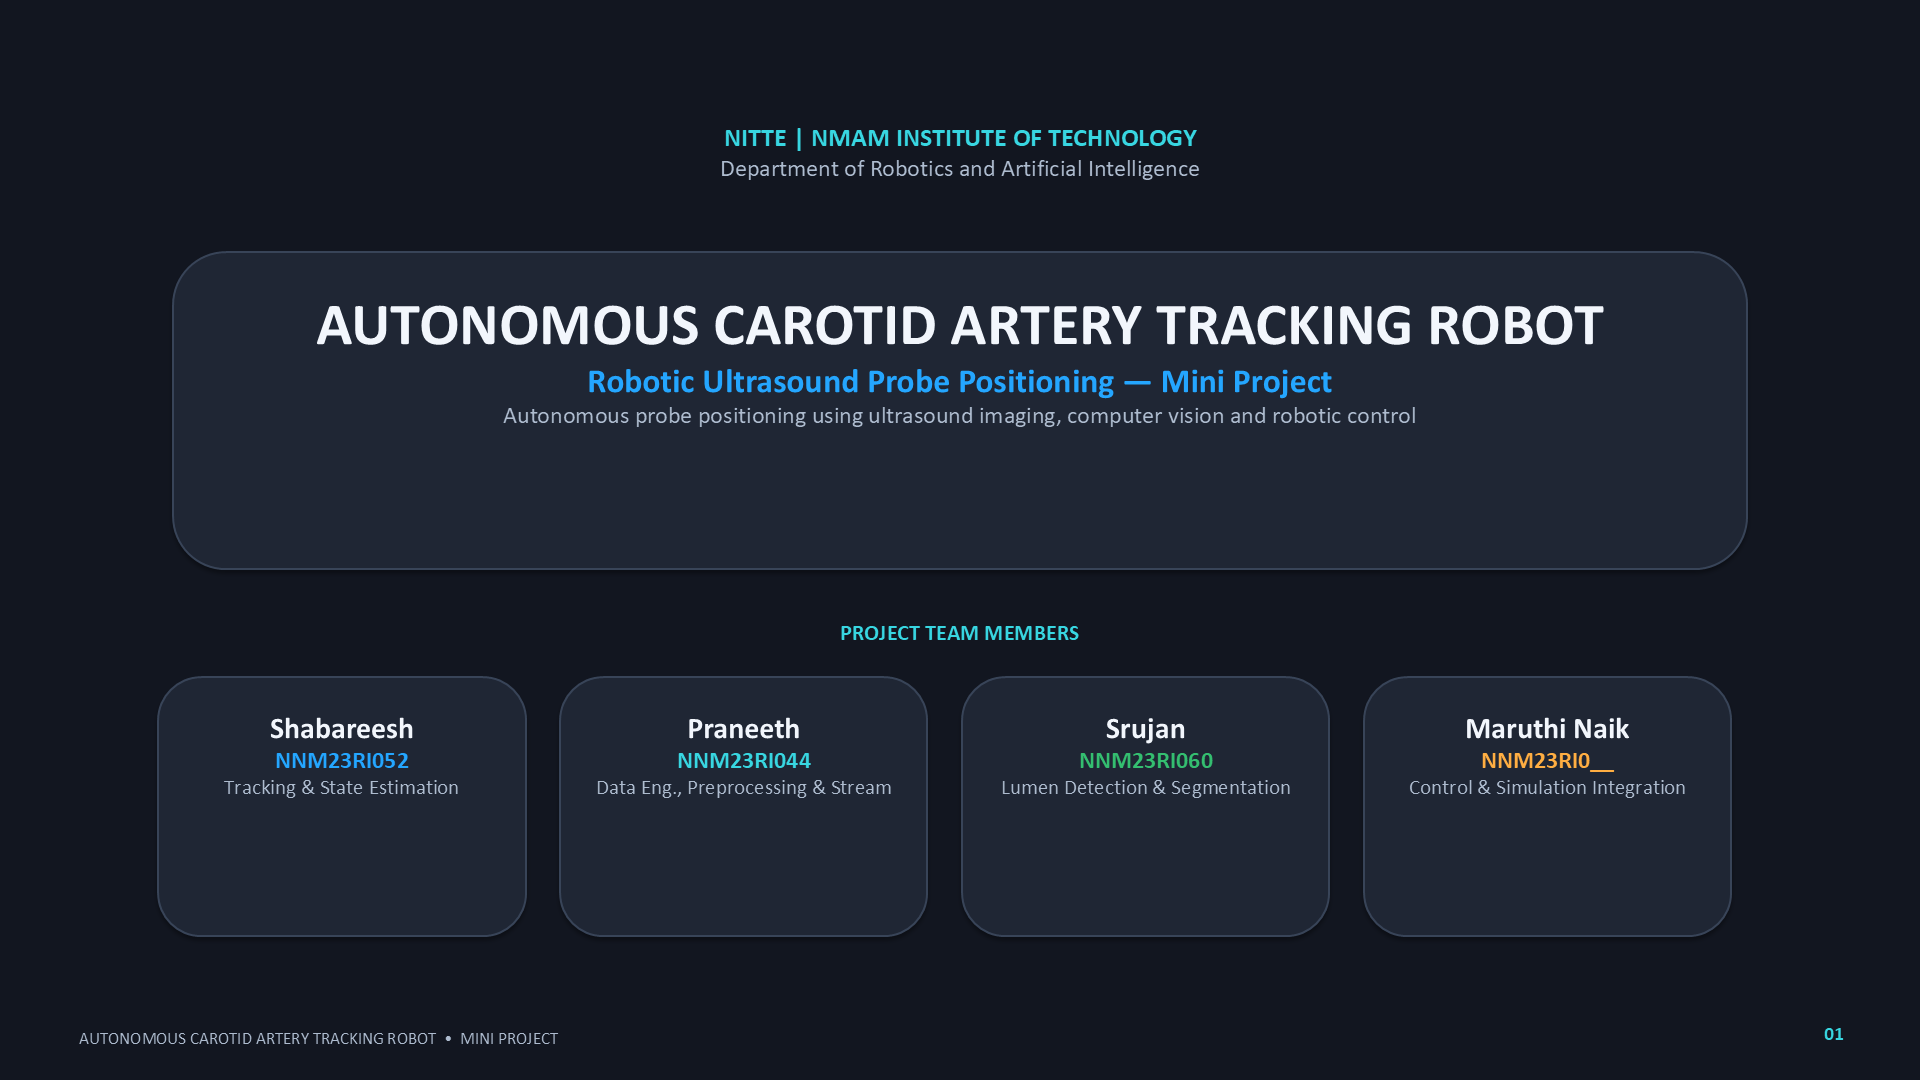 NITTE | NMAM INSTITUTE OF TECHNOLOGY
Department of Robotics and Artificial Intelligence
AUTONOMOUS CAROTID ARTERY TRACKING ROBOT
Robotic Ultrasound Probe Positioning — Mini Project
Autonomous probe positioning using ultrasound imaging, computer vision and robotic control
PROJECT TEAM MEMBERS
Shabareesh
NNM23RI052
Tracking & State Estimation
Praneeth
NNM23RI044
Data Eng., Preprocessing & Stream
Srujan
NNM23RI060
Lumen Detection & Segmentation
Maruthi Naik
NNM23RI0__
Control & Simulation Integration
AUTONOMOUS CAROTID ARTERY TRACKING ROBOT • MINI PROJECT
01